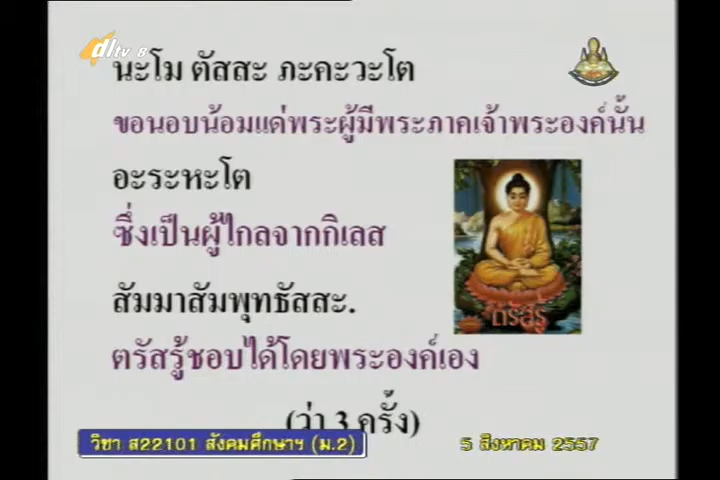 dltv 8
นะโม ตัสสะ ภะคะวะโต
ขอนอบน้อมแด่พระผู้มีพระภาคเจ้าพระองค์นั้น
อะระหะโต
ซึ่งเป็นผู้ไกลจากกิเลส
สัมมาสัมพุทธัสสะ.
ตรัสรู้ชอบได้โดยพระองค์เอง
ตรัสรู้
(ว่า 3 ครั้ง)
วิชา ส22101 สังคมศึกษาฯ (ม.2)
5 สิงหาคม 2557